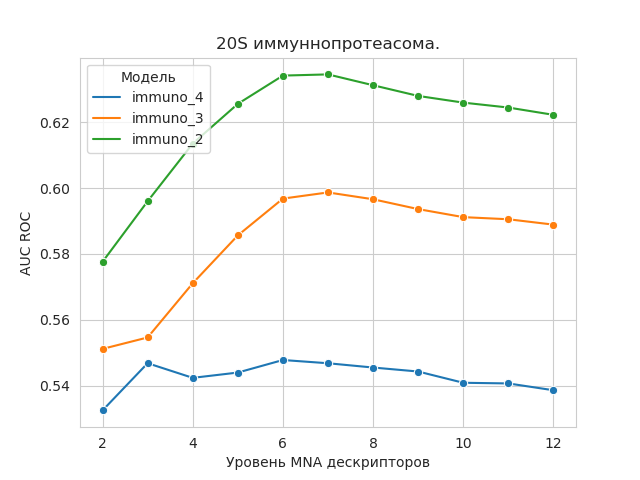 20S иммуннопротеасома.
Модель
immuno_4
immuno_3
immuno_2
AUC ROC
0.62
0.60
0.58
0.56
0.54
2 4 6 8 10 12
Уровень MNA дескрипторов